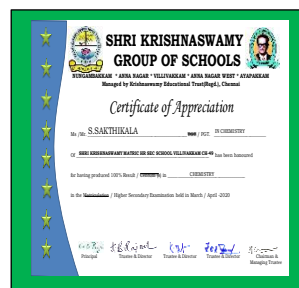 SHRI KRISHNASWAMY
GROUP OF SCHOOLS
NUNGAMBAKKAM * ANNA NAGAR * VILLIVAKKAM * ANNA NAGAR WEST * AYAPAKKAM
Managed by Krishnaswamy Educational Trust(Regd.), Chennai
Certificate of Appreciation
Ms /Mr. S.SAKTHIKALA / PGT. IN CHEMISTRY
Of SHRI KRISHNASWAMY MATRIC HR SEC SCHOOL VILLIVAKKAM CH-49 has been honoured
for having produced 100% Result / Centum (s) in CHEMISTRY
in the Matriculation / Higher Secondary Examination held in March / April -2020
Principal Trustee & Director Trustee & Director Trustee & Director Chairman &
Managing Trustee